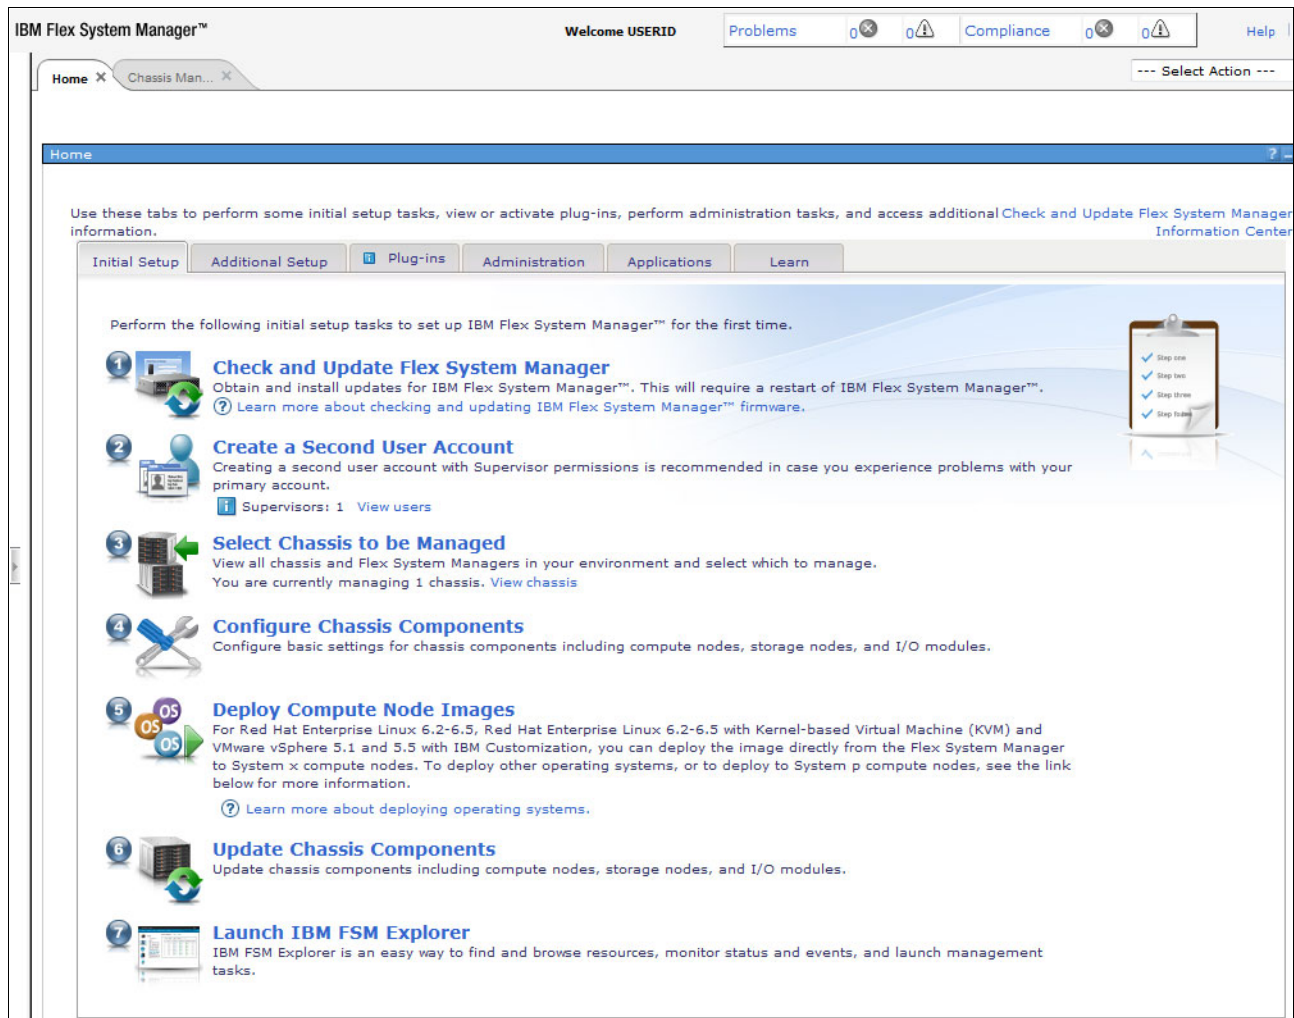 IBM Flex System Manager™
Welcome USERID
Problems 0 0 Compliance 0 0
Help
Home Chassis Man...
--- Select Action ---
Home
?
Use these tabs to perform some initial setup tasks, view or activate plug-ins, perform administration tasks, and access additional
information.
Check and Update Flex System Manager
Information Center
Initial Setup Additional Setup Plug-ins Administration Applications Learn
Perform the following initial setup tasks to set up IBM Flex System Manager™ for the first time.
Step one
Step two
Step three
1 Check and Update Flex System Manager
Obtain and install updates for IBM Flex System Manager™. This will require a restart of IBM Flex System Manager™.
? Learn more about checking and updating IBM Flex System Manager™ firmware.
2 Create a Second User Account
Creating a second user account with Supervisor permissions is recommended in case you experience problems with your
primary account.
i Supervisors: 1 View users
3 Select Chassis to be Managed
View all chassis and Flex System Managers in your environment and select which to manage.
You are currently managing 1 chassis. View chassis
4 Configure Chassis Components
Configure basic settings for chassis components including compute nodes, storage nodes, and I/O modules.
5 OS OS OS Deploy Compute Node Images
For Red Hat Enterprise Linux 6.2-6.5, Red Hat Enterprise Linux 6.2-6.5 with Kernel-based Virtual Machine (KVM) and
VMware vSphere 5.1 and 5.5 with IBM Customization, you can deploy the image directly from the Flex System Manager
to System x compute nodes. To deploy other operating systems, or to deploy to System p compute nodes, see the link
below for more information.
? Learn more about deploying operating systems.
6 Update Chassis Components
Update chassis components including compute nodes, storage nodes, and I/O modules.
7 Launch IBM FSM Explorer
IBM FSM Explorer is an easy way to find and browse resources, monitor status and events, and launch management
tasks.